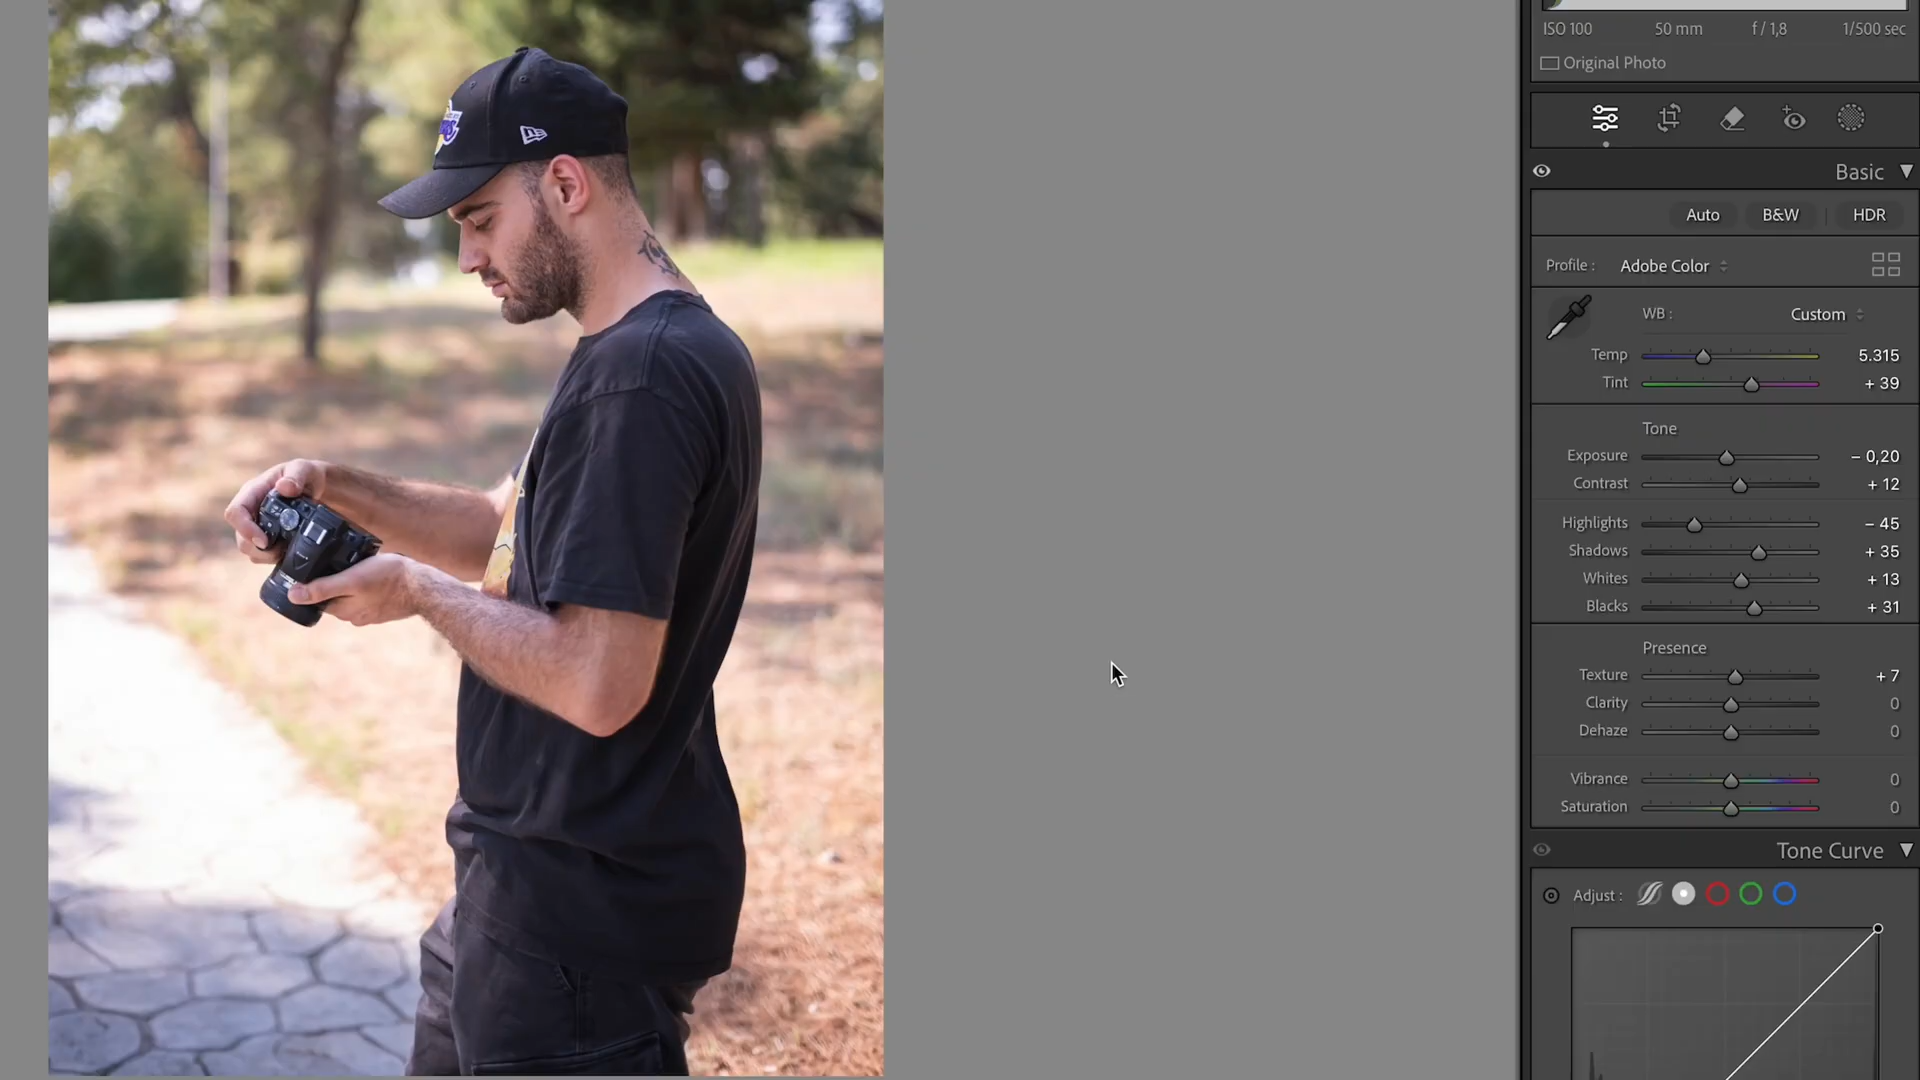 ISO 100 50 mm f / 1,8 1/500 sec
Original Photo
Basic
Auto B&W HDR
Profile : Adobe Color
WB : Custom
Temp 5.315
Tint + 39
Tone
Exposure – 0,20
Contrast + 12
Highlights – 45
Shadows + 35
Whites + 13
Blacks + 31
Presence
Texture + 7
Clarity 0
Dehaze 0
Vibrance 0
Saturation 0
Tone Curve
Adjust :